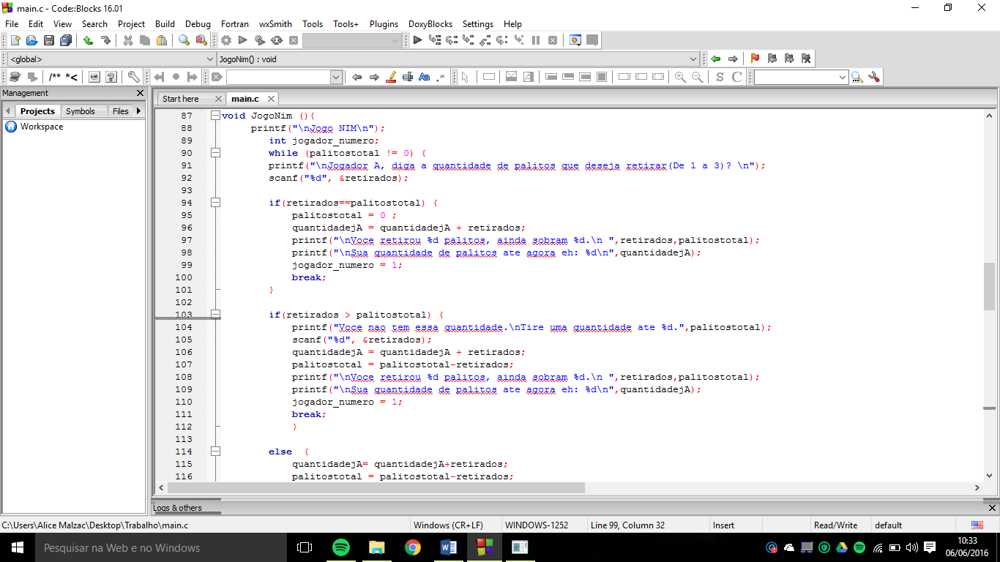 main.c - Code::Blocks 16.01
File Edit View Search Project Build Debug Fortran wxSmith Tools Tools+ Plugins DoxyBlocks Settings Help
<global> JogoNim() : void
/** *< Aa .* S C
Management
Projects Symbols Files
Workspace
Start here main.c
87 void JogoNim (){
88 printf("\nJogo NIM\n");
89 int jogador_numero;
90 while (palitostotal != 0) {
91 printf("\nJogador A, diga a quantidade de palitos que deseja retirar(De 1 a 3)? \n");
92 scanf("%d", &retirados);
93
94 if(retirados==palitostotal) {
95 palitostotal = 0 ;
96 quantidadejA = quantidadejA + retirados;
97 printf("\nVoce retirou %d palitos, ainda sobram %d.\n ",retirados,palitostotal);
98 printf("\nSua quantidade de palitos ate agora eh: %d\n",quantidadejA);
99 jogador_numero = 1;
100 break;
101 }
102
103 if(retirados > palitostotal) {
104 printf("Voce nao tem essa quantidade.\nTire uma quantidade ate %d.",palitostotal);
105 scanf("%d", &retirados);
106 quantidadejA = quantidadejA + retirados;
107 palitostotal = palitostotal-retirados;
108 printf("\nVoce retirou %d palitos, ainda sobram %d.\n ",retirados,palitostotal);
109 printf("\nSua quantidade de palitos ate agora eh: %d\n",quantidadejA);
110 jogador_numero = 1;
111 break;
112 }
113
114 else {
115 quantidadejA= quantidadejA+retirados;
116 palitostotal = palitostotal-retirados;
Logs & others
C:\Users\Alice Malzac\Desktop\Trabalho\main.c Windows (CR+LF) WINDOWS-1252 Line 99, Column 32 Insert Read/Write default
Pesquisar na Web e no Windows
10:33
06/06/2016